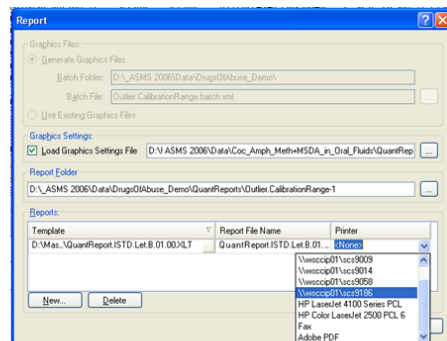 Report
Graphics Files:
Generate Graphics Files
Batch Folder: D:\_ASMS 2006\Data\DrugsOfAbuse_Demo\
Batch File: Outlier.CalibrationRange.batch.xml ...
Use Existing Graphics Files
Graphics Settings:
Load Graphics Settings File D:\! ASMS 2006\Data\Coc_Amph_Meth+MSDA_in_Oral_Fluids\QuantRep ...
Report Folder
D:\_ASMS 2006\Data\DrugsOfAbuse_Demo\QuantReports\Outlier.CalibrationRange-1 ...
Reports:
Template Report File Name Printer
D:\Mas..\QuantReport.ISTD.Let.B.01.00.XLT QuantReport.ISTD.Let.B.01.... <None>
\\wsccip01\scs9009
\\wsccip01\scs9014
\\wsccip01\scs9058
\\wsccip01\scs9186
HP LaserJet 4100 Series PCL
HP Color LaserJet 2500 PCL 6
Fax
Adobe PDF
New... Delete